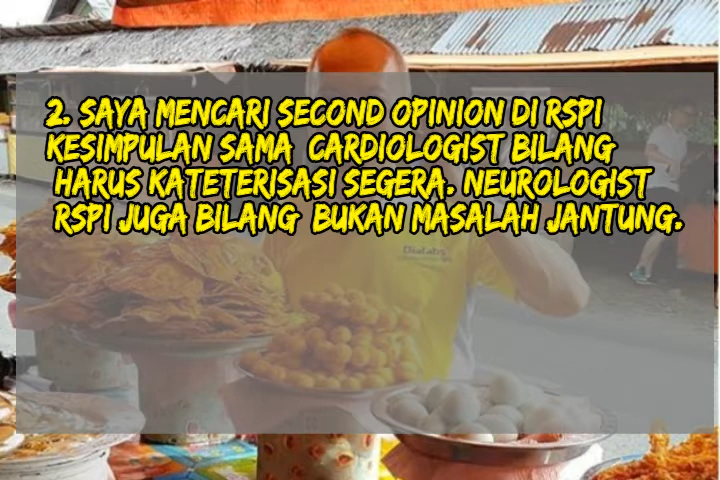 2. SAYA MENCARI SECOND OPINION DI RSPI
KESIMPULAN SAMA CARDIOLOGIST BILANG
HARUS KATETERISASI SEGERA. NEUROLOGIST
RSPI JUGA BILANG BUKAN MASALAH JANTUNG.
DiaLabs